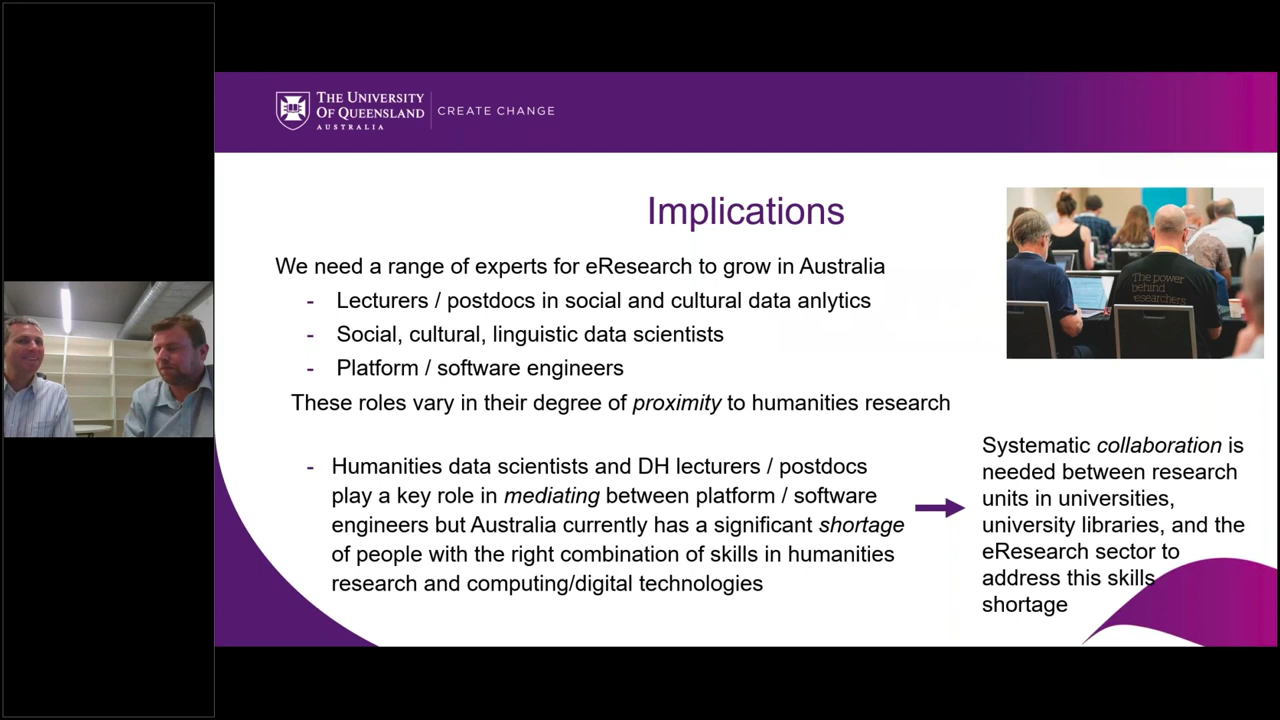 THE UNIVERSITY
OF QUEENSLAND
AUSTRALIA
CREATE CHANGE
Implications
We need a range of experts for eResearch to grow in Australia
- Lecturers / postdocs in social and cultural data anlytics
- Social, cultural, linguistic data scientists
- Platform / software engineers
These roles vary in their degree of proximity to humanities research
- Humanities data scientists and DH lecturers / postdocs
play a key role in mediating between platform / software
engineers but Australia currently has a significant shortage
of people with the right combination of skills in humanities
research and computing/digital technologies
The power
behind
researchers
Systematic collaboration is
needed between research
units in universities,
university libraries, and the
eResearch sector to
address this skills
shortage